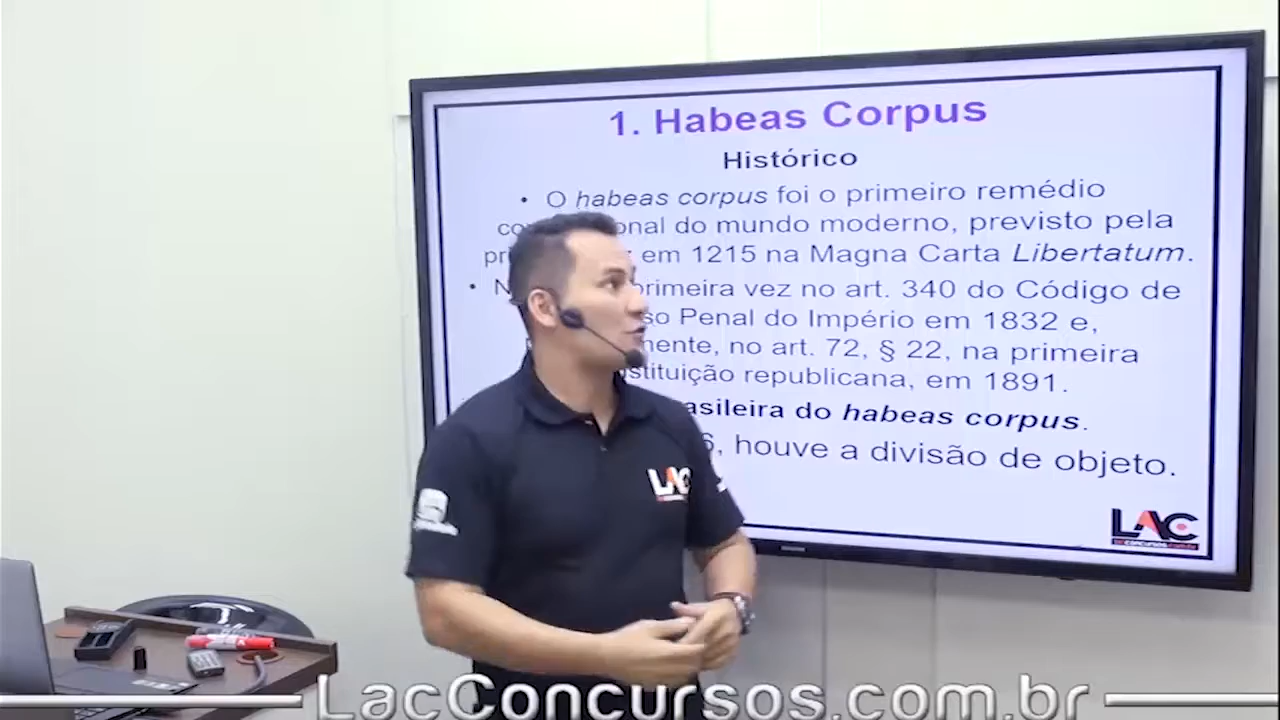 1. Habeas Corpus
Histórico
• O habeas corpus foi o primeiro remédio
onal do mundo moderno, previsto pela
em 1215 na Magna Carta Libertatum.
• primeira vez no art. 340 do Código de
so Penal do Império em 1832 e,
mente, no art. 72, § 22, na primeira
stituição republicana, em 1891.
asileira do habeas corpus.
6, houve a divisão de objeto.
LAC
LAC
concursos.com.br
LacConcursos.com.br